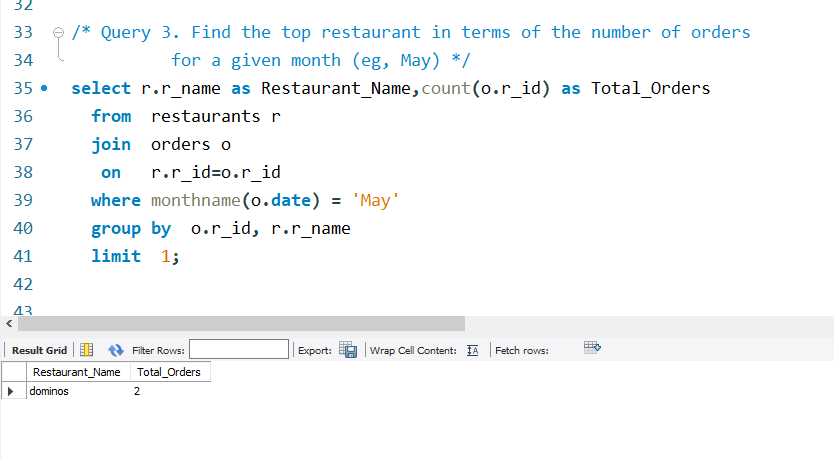 32
33 /* Query 3. Find the top restaurant in terms of the number of orders
34 for a given month (eg, May) */
35 select r.r_name as Restaurant_Name,count(o.r_id) as Total_Orders
36 from restaurants r
37 join orders o
38 on r.r_id=o.r_id
39 where monthname(o.date) = 'May'
40 group by o.r_id, r.r_name
41 limit 1;
42
43
Result Grid Filter Rows: Export: Wrap Cell Content: IA Fetch rows:
Restaurant_Name Total_Orders
dominos 2